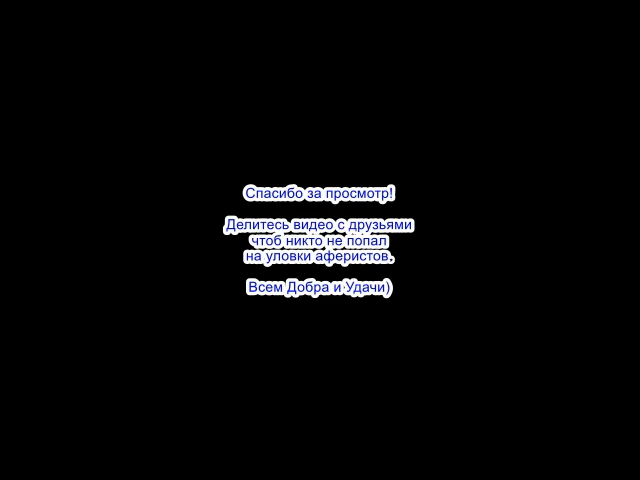 Спасибо за просмотр!
Делитесь видео с друзьями
чтоб никто не попал
на уловки аферистов.
Всем Добра и Удачи)